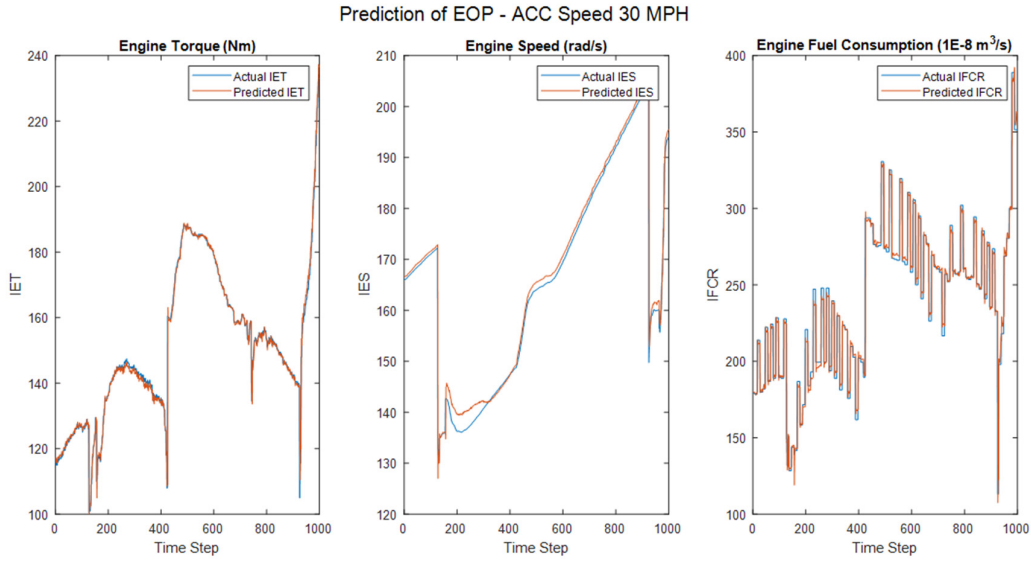 Prediction of EOP - ACC Speed 30 MPH
Engine Torque (Nm)
240
220
200
180
160
140
120
100
IET
Actual IET
Predicted IET
0
200
400
600
800
1000
Time Step
Engine Speed (rad/s)
210
200
190
180
170
160
150
140
130
120
IES
Actual IES
Predicted IES
0
200
400
600
800
1000
Time Step
Engine Fuel Consumption (1E-8 m³/s)
400
350
300
250
200
150
100
IFCR
Actual IFCR
Predicted IFCR
0
200
400
600
800
1000
Time Step